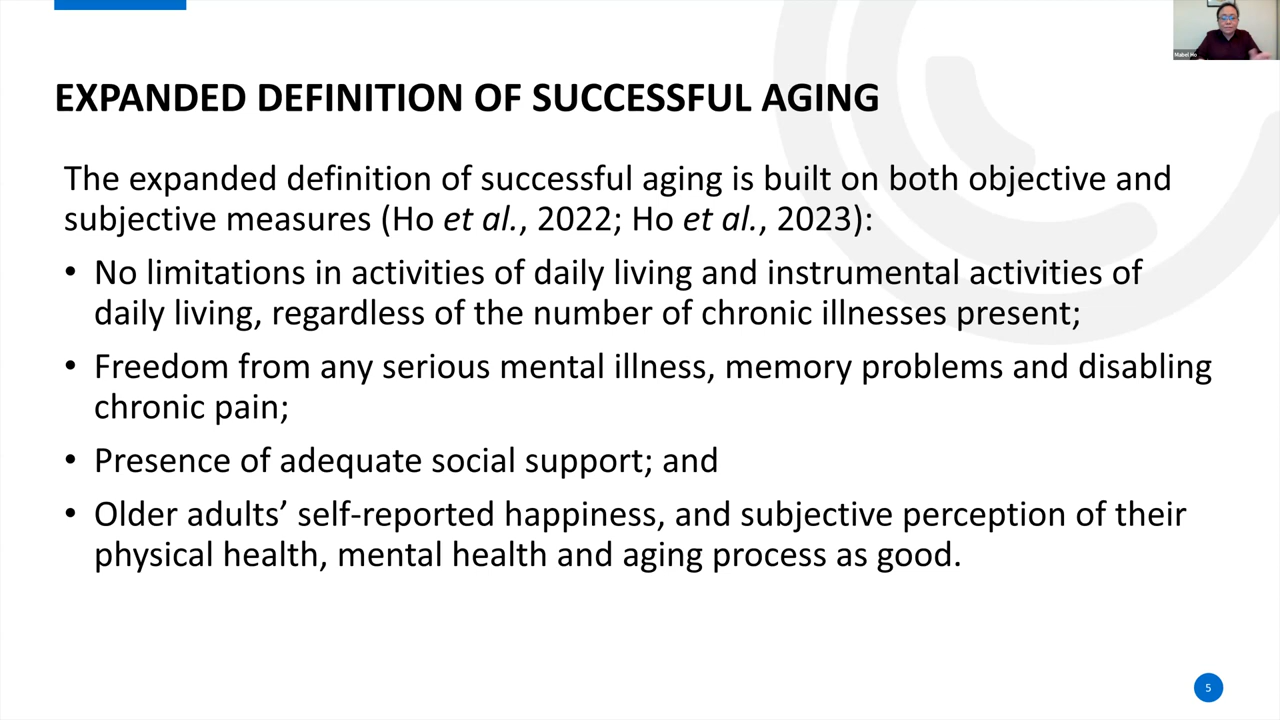 Mabel Ho
EXPANDED DEFINITION OF SUCCESSFUL AGING
The expanded definition of successful aging is built on both objective and
subjective measures (Ho et al., 2022; Ho et al., 2023):
• No limitations in activities of daily living and instrumental activities of
daily living, regardless of the number of chronic illnesses present;
• Freedom from any serious mental illness, memory problems and disabling
chronic pain;
• Presence of adequate social support; and
• Older adults’ self-reported happiness, and subjective perception of their
physical health, mental health and aging process as good.
5